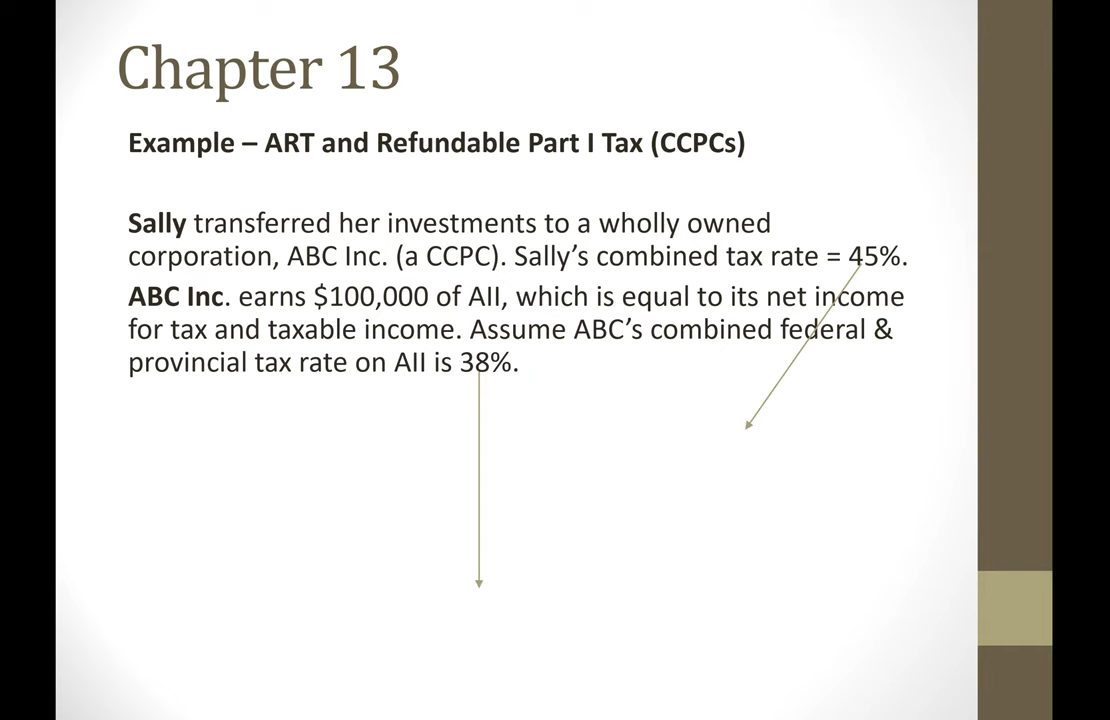 Chapter 13
Example – ART and Refundable Part I Tax (CCPCs)
Sally transferred her investments to a wholly owned
corporation, ABC Inc. (a CCPC). Sally’s combined tax rate = 45%.
ABC Inc. earns $100,000 of AII, which is equal to its net income
for tax and taxable income. Assume ABC’s combined federal &
provincial tax rate on AII is 38%.